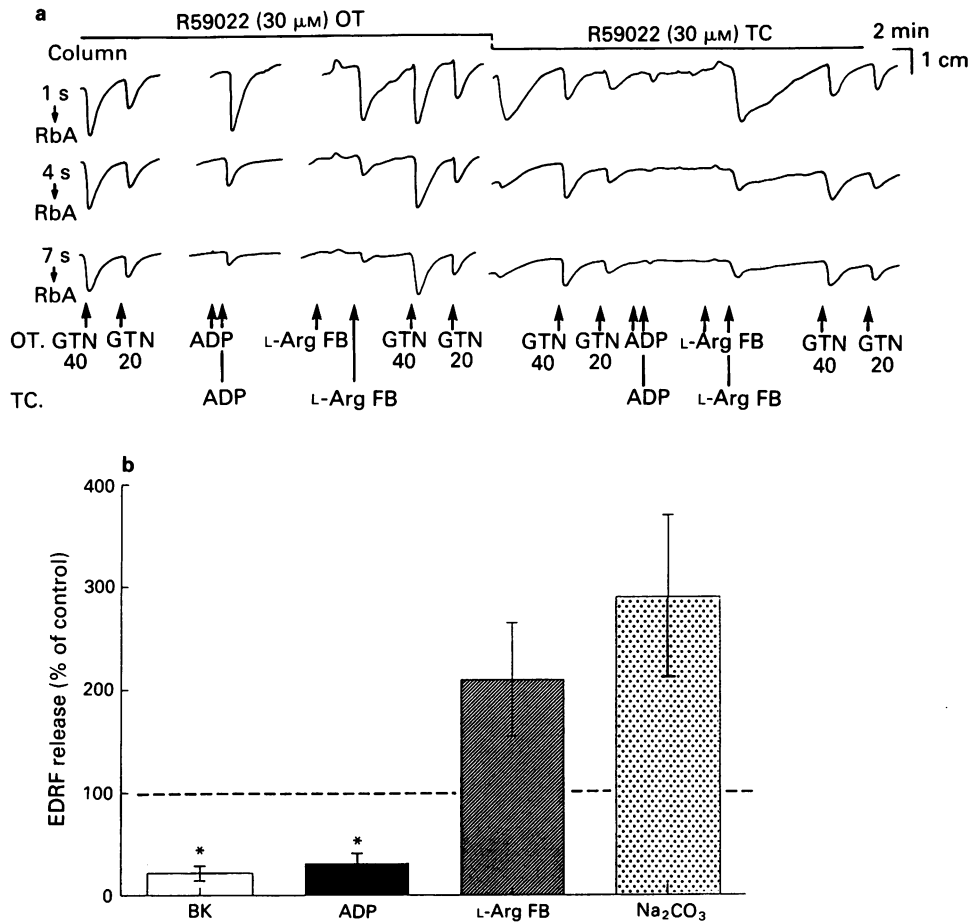 a
R59022 (30 μM) OT
R59022 (30 μM) TC
2 min
1 cm
Column
1 s
RbA
4 s
RbA
7 s
RbA
OT. GTN GTN ADP L-Arg FB GTN GTN GTN GTN ADP L-Arg FB GTN GTN
40 20 40 20 40 20 40 20
TC. ADP L-Arg FB ADP L-Arg FB
b
EDRF release (% of control)
400
300
200
100
0
* *
BK ADP L-Arg FB Na₂CO₃